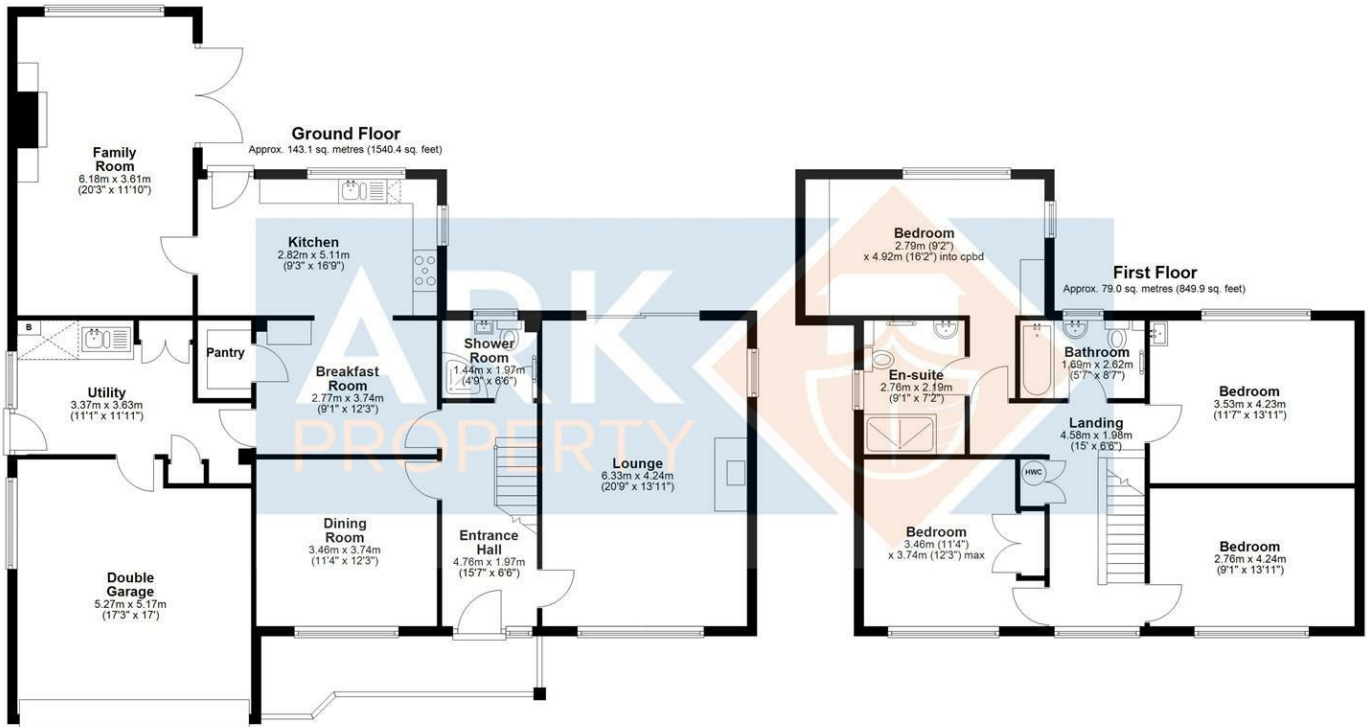 Ground Floor
Approx. 143.1 sq. metres (1540.4 sq. feet)
Family
Room
6.18m x 3.61m
(20'3" x 11'10")
Kitchen
2.82m x 5.11m
(9'3" x 16'9")
B
Utility
3.37m x 3.63m
(11'1" x 11'11")
Pantry
Breakfast
Room
2.77m x 3.74m
(9'1" x 12'3")
Shower
Room
1.44m x 1.97m
(4'9" x 6'6")
Lounge
6.33m x 4.24m
(20'9" x 13'11")
Dining
Room
3.46m x 3.74m
(11'4" x 12'3")
Entrance
Hall
4.76m x 1.97m
(15'7" x 6'6")
Double
Garage
5.27m x 5.17m
(17'3" x 17')
First Floor
Approx. 79.0 sq. metres (849.9 sq. feet)
Bedroom
2.79m (9'2")
x 4.92m (16'2") into cpbd
En-suite
2.76m x 2.19m
(9'1" x 7'2")
Bathroom
1.69m x 2.62m
(5'7" x 8'7")
Bedroom
3.53m x 4.23m
(11'7" x 13'11")
Landing
4.58m x 1.98m
(15' x 6'6")
HWC
Bedroom
3.46m (11'4")
x 3.74m (12'3") max
Bedroom
2.76m x 4.24m
(9'1" x 13'11")
ARK
PROPERTY